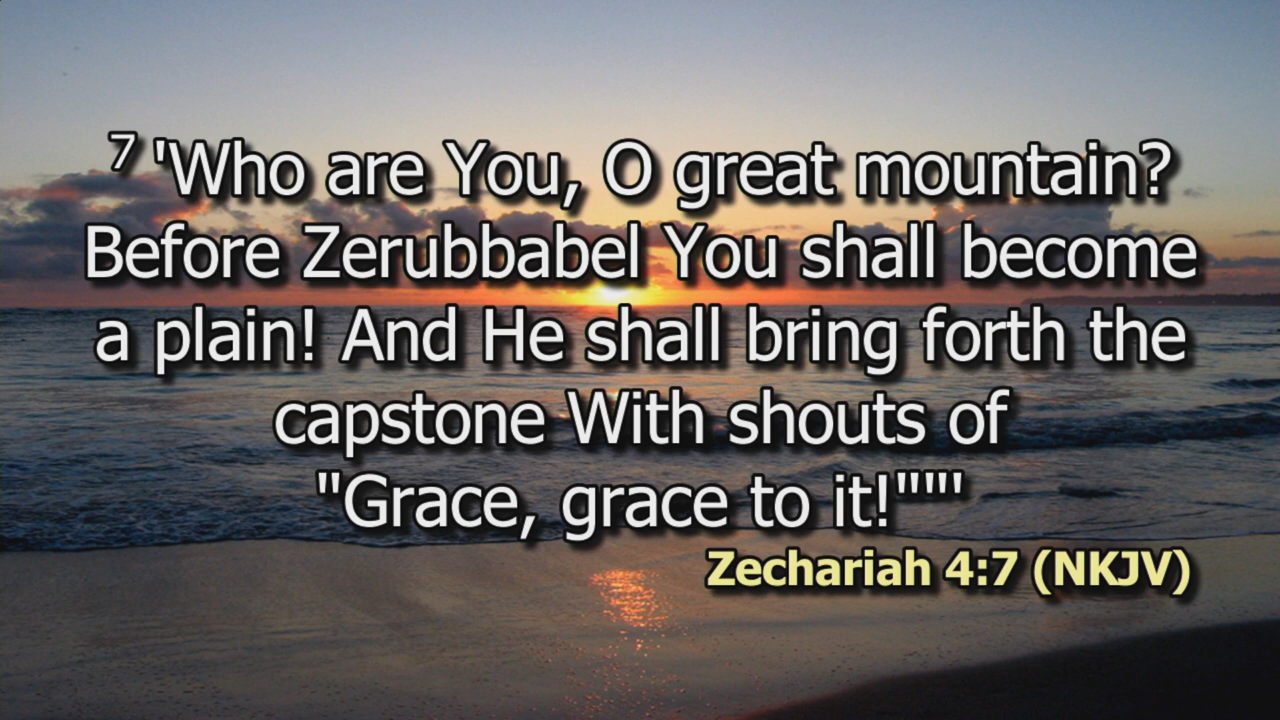 7 'Who are You, O great mountain?
Before Zerubbabel You shall become
a plain! And He shall bring forth the
capstone With shouts of
"Grace, grace to it!""'
Zechariah 4:7 (NKJV)